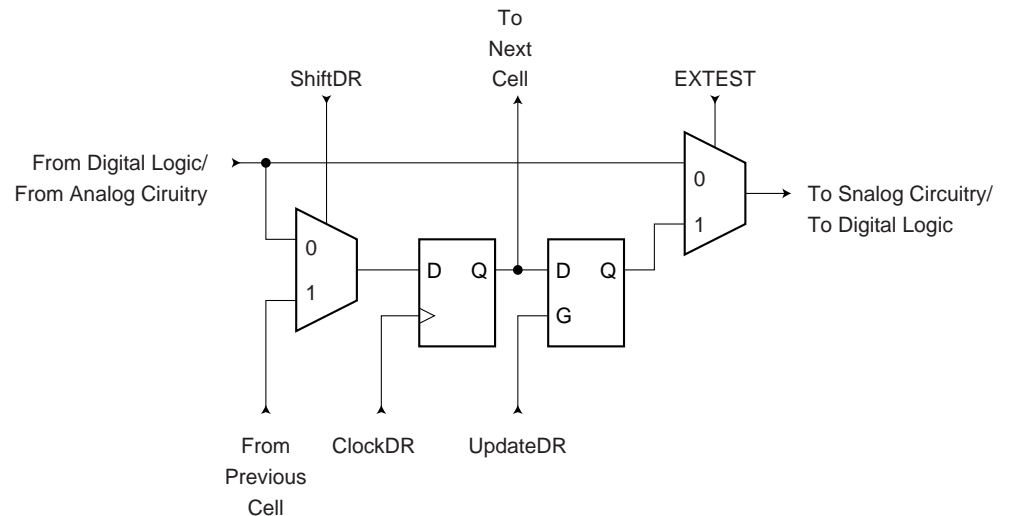 To
Next
Cell
ShiftDR
EXTEST
From Digital Logic/
From Analog Ciruitry
To Snalog Circuitry/
To Digital Logic
0
1
0
1
D Q
D Q
G
From
Previous
Cell
ClockDR
UpdateDR